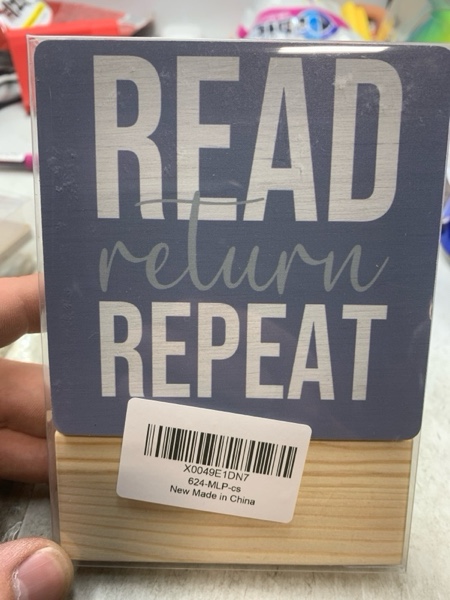 READ
return
REPEAT
X0049E1DN7
624-MLP-cs
New Made in China